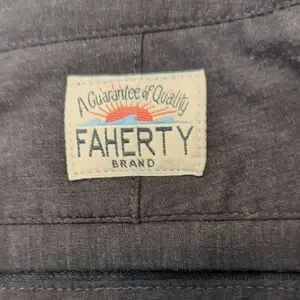 A Guarantee of Quality
FAHERTY
BRAND